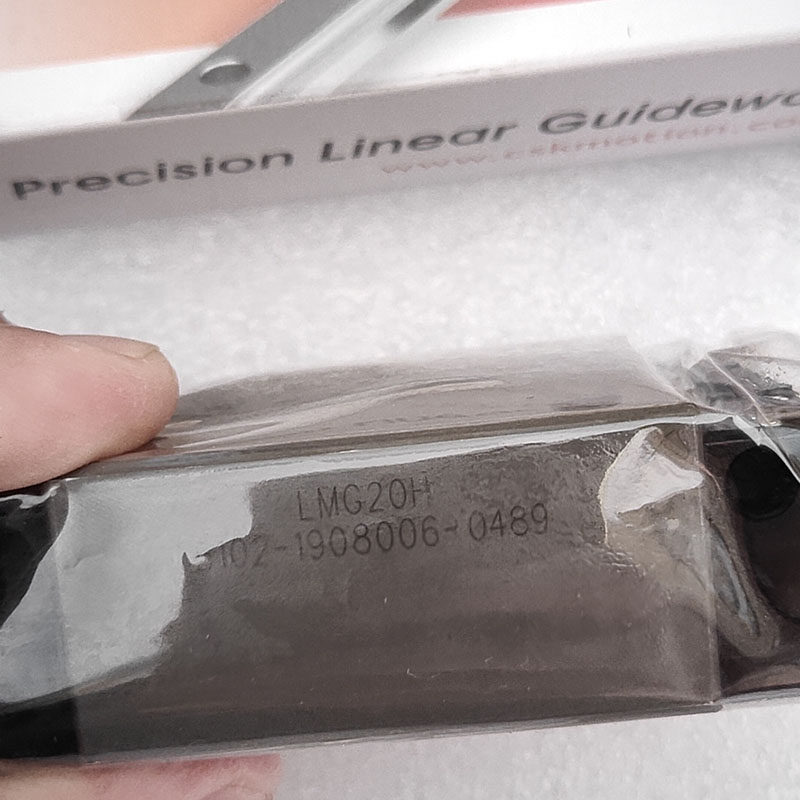 Precision Linear Guidewa
www.cskmotion.co
LMG20H
102-1908006-0489